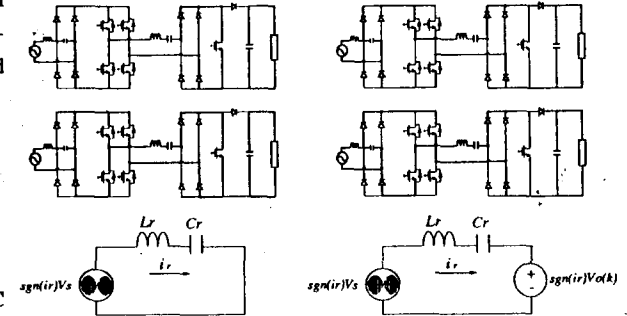 Lr Cr
ir
sgn(ir)Vs
Lr Cr
ir
sgn(ir)Vs
+
-
sgn(ir)Vo(k)
d
C